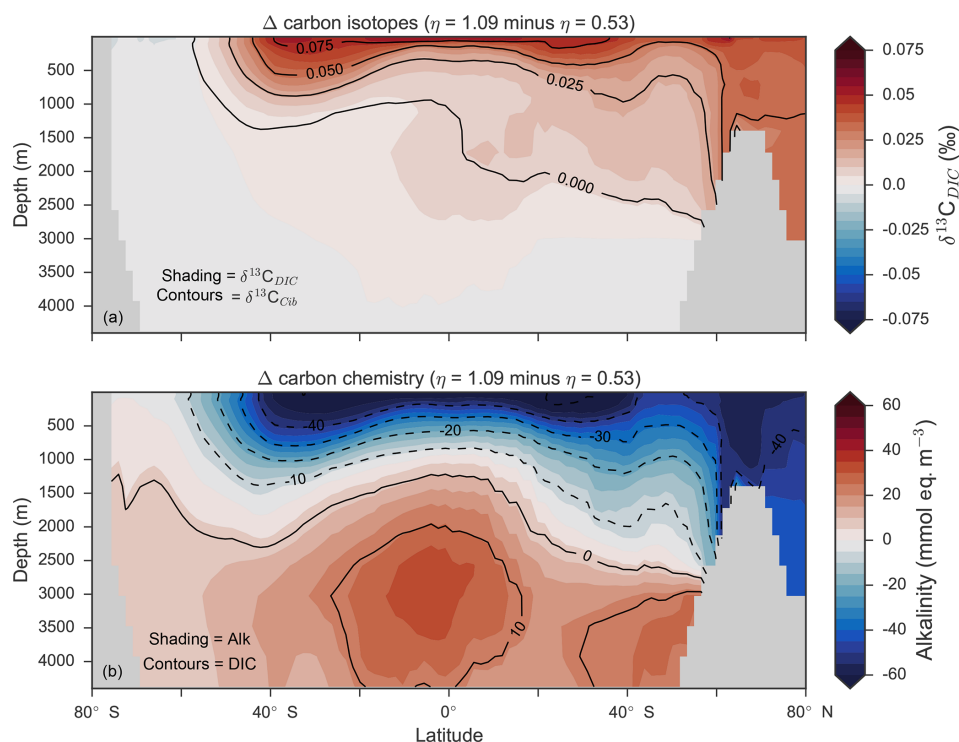 Δ carbon isotopes (η = 1.09 minus η = 0.53)
500
1000
1500
2000
2500
3000
3500
4000
Depth (m)
0.075
0.050
0.025
0.000
Shading = δ¹³C_DIC
Contours = δ¹³C_Cib
(a)
0.075
0.050
0.025
0.0
-0.025
-0.05
-0.075
δ¹³C_DIC (‰)
Δ carbon chemistry (η = 1.09 minus η = 0.53)
500
1000
1500
2000
2500
3000
3500
4000
Depth (m)
-40
-20
-30
-40
-10
0
10
Shading = Alk
Contours = DIC
(b)
60
40
20
0
-20
-40
-60
Alkalinity (mmol eq. m⁻³)
80° S
40° S
0°
40° S
80° N
Latitude